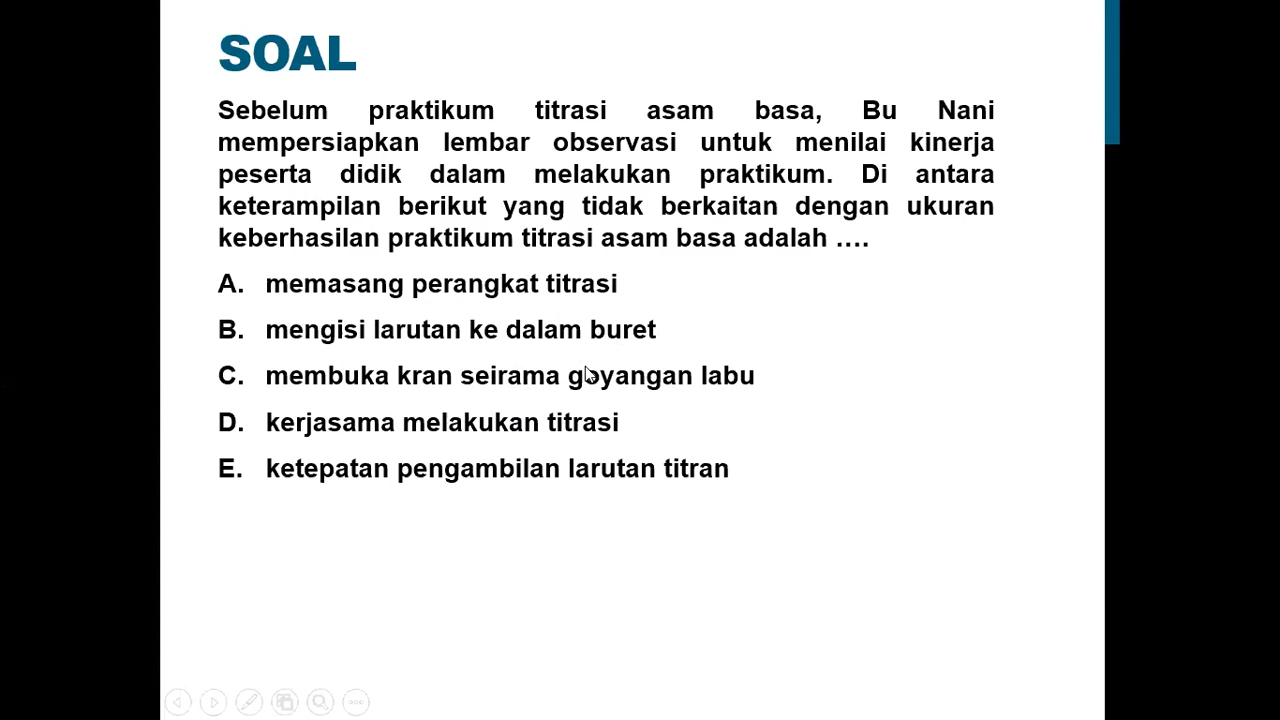 SOAL
Sebelum praktikum titrasi asam basa, Bu Nani
mempersiapkan lembar observasi untuk menilai kinerja
peserta didik dalam melakukan praktikum. Di antara
keterampilan berikut yang tidak berkaitan dengan ukuran
keberhasilan praktikum titrasi asam basa adalah ....
A. memasang perangkat titrasi
B. mengisi larutan ke dalam buret
C. membuka kran seirama goyangan labu
D. kerjasama melakukan titrasi
E. ketepatan pengambilan larutan titran